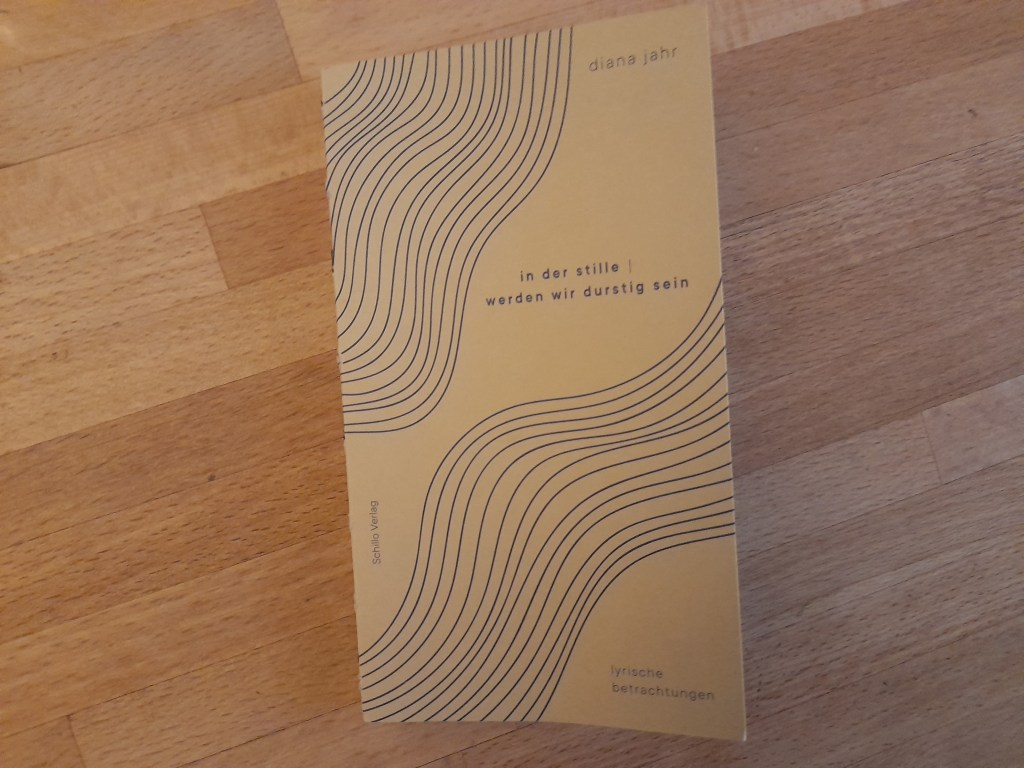 diana jahr
in der stille |
werden wir durstig sein
Schillo Verlag
lyrische
betrachtungen